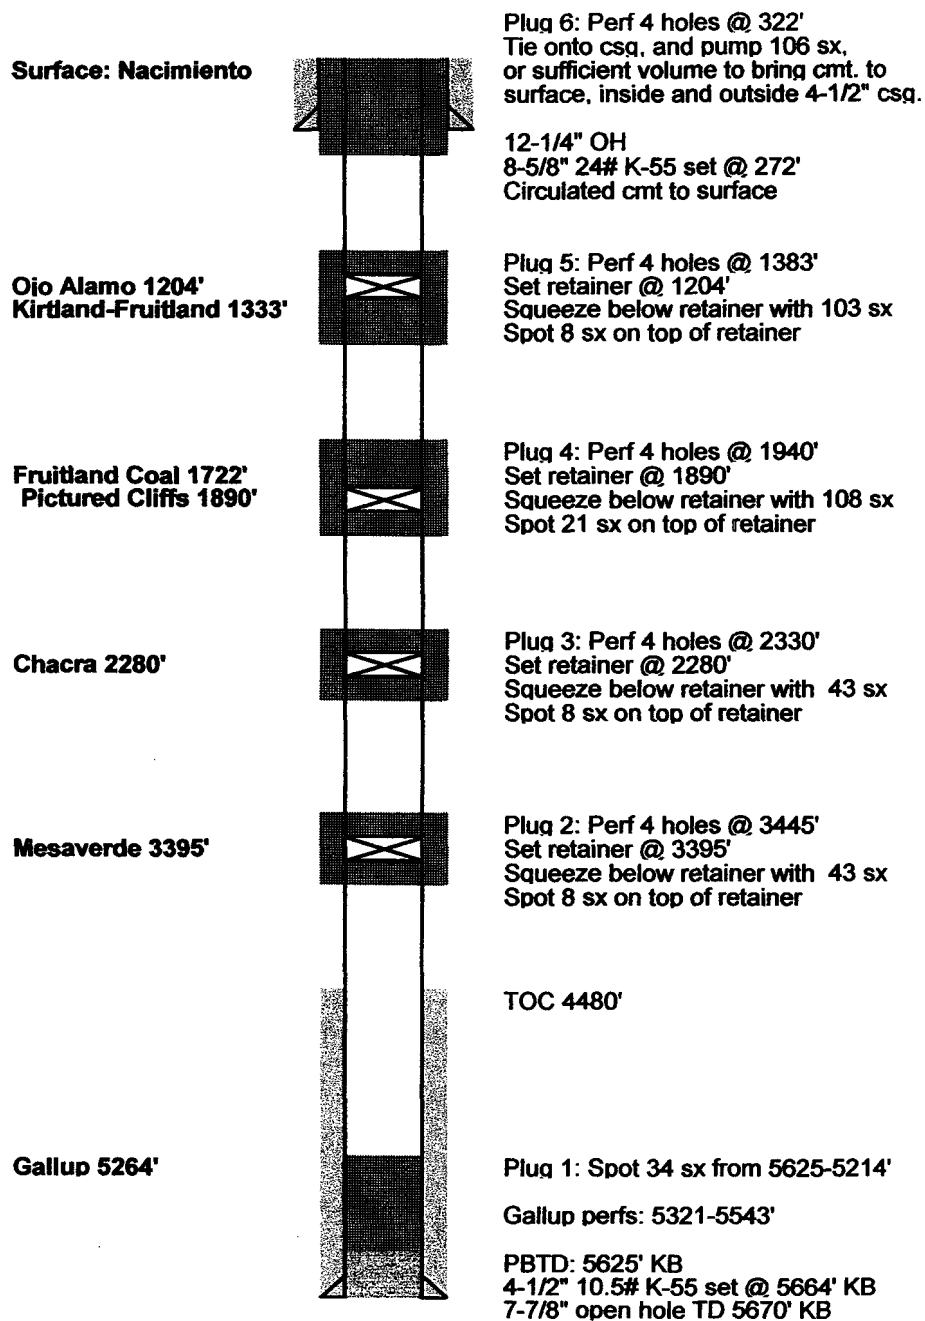 Plug 6: Perf 4 holes @ 322'
Tie onto csg, and pump 106 sx,
Surface: Nacimiento
or sufficient volume to bring cmt. to
surface, inside and outside 4-1/2" csg.
12-1/4" OH
8-5/8" 24# K-55 set @ 272'
Circulated cmt to surface
Ojo Alamo 1204'
Kirtland-Fruitland 1333'
Plug 5: Perf 4 holes @ 1383'
Set retainer @ 1204'
Squeeze below retainer with 103 sx
Spot 8 sx on top of retainer
Fruitland Coal 1722'
Pictured Cliffs 1890'
Plug 4: Perf 4 holes @ 1940'
Set retainer @ 1890'
Squeeze below retainer with 108 sx
Spot 21 sx on top of retainer
Chacra 2280'
Plug 3: Perf 4 holes @ 2330'
Set retainer @ 2280'
Squeeze below retainer with 43 sx
Spot 8 sx on top of retainer
Mesaverde 3395'
Plug 2: Perf 4 holes @ 3445'
Set retainer @ 3395'
Squeeze below retainer with 43 sx
Spot 8 sx on top of retainer
TOC 4480'
Gallup 5264'
Plug 1: Spot 34 sx from 5625-5214'
Gallup perfs: 5321-5543'
PBTD: 5625' KB
4-1/2" 10.5# K-55 set @ 5664' KB
7-7/8" open hole TD 5670' KB